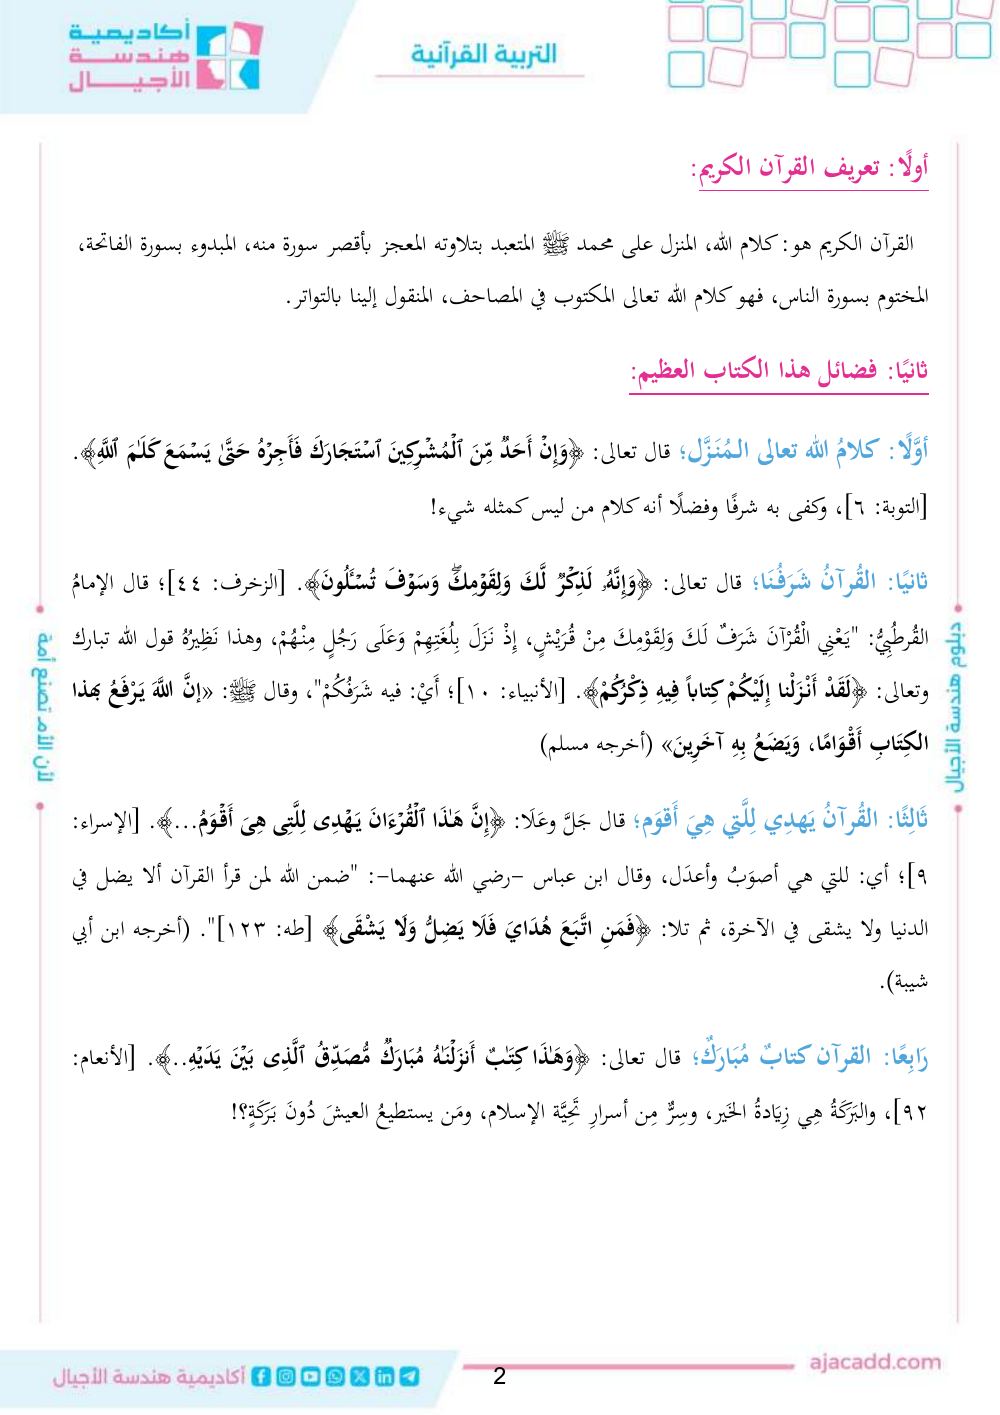 أكاديمية
هندسة
الأجيال
التربية القرآنية
أولًا: تعريف القرآن الكريم:
القرآن الكريم هو: كلام الله، المنزل على محمد ﷺ المتعبد بتلاوته المعجز بأقصر سورة منه، المبدوء بسورة الفاتحة،
المختوم بسورة الناس، فهو كلام الله تعالى المكتوب في المصاحف، المنقول إلينا بالتواتر.
ثانيًا: فضائل هذا الكتاب العظيم:
أوَّلًا: كلامُ الله تعالى المُنَزَّل؛ قال تعالى: ﴿وَإِنْ أَحَدٌ مِّنَ ٱلْمُشْرِكِينَ ٱسْتَجَارَكَ فَأَجِرْهُ حَتَّىٰ يَسْمَعَ كَلَٰمَ ٱللَّهِ﴾.
[التوبة: ٦]، وكفى به شرفًا وفضلًا أنه كلام من ليس كمثله شيء!
ثانيًا: القُرآنُ شَرَفُنَا؛ قال تعالى: ﴿وَإِنَّهُۥ لَذِكْرٌ لَّكَ وَلِقَوْمِكَ ۖ وَسَوْفَ تُسْـَٔلُونَ﴾. [الزخرف: ٤٤]؛ قال الإمامُ
القُرطُبِيُّ: "يَعْنِي الْقُرْآنَ شَرَفٌ لَكَ وَلِقَوْمِكَ مِنْ قُرَيْشٍ، إِذْ نَزَلَ بِلُغَتِهِمْ وَعَلَى رَجُلٍ مِنْهُمْ، وهذا نَظِيرُهُ قول الله تبارك
وتعالى: ﴿لَقَدْ أَنْزَلْنا إِلَيْكُمْ كِتاباً فِيهِ ذِكْرُكُمْ﴾. [الأنبياء: ١٠]؛ أَيْ: فيه شَرَفُكُمْ"، وقال ﷺ: «إنَّ اللَّهَ يَرْفَعُ بهذا
الكِتَابِ أَقْوَامًا، وَيَضَعُ بِهِ آخَرِينَ» (أخرجه مسلم)
ثَالِثًا: القُرآنُ يَهدِي لِلَّتي هِيَ أَقوَم؛ قال جَلَّ وعَلَا: ﴿إِنَّ هَٰذَا ٱلْقُرْءَانَ يَهْدِى لِلَّتِى هِىَ أَقْوَمُ...﴾. [الإسراء:
٩]؛ أي: للتي هي أصوَبُ وأعدَل، وقال ابن عباس -رضي الله عنهما-: "ضمن الله لمن قرأ القرآن ألا يضل في
الدنيا ولا يشقى في الآخرة، ثم تلا: ﴿فَمَنِ اتَّبَعَ هُدَايَ فَلَا يَضِلُّ وَلَا يَشْقَى﴾ [طه: ١٢٣]". (أخرجه ابن أبي
شيبة).
رَابِعًا: القرآن كتابٌ مُبَارَكٌ؛ قال تعالى: ﴿وَهَٰذَا كِتَٰبٌ أَنزَلْنَٰهُ مُبَارَكٌ مُّصَدِّقُ ٱلَّذِى بَيْنَ يَدَيْهِ..﴾. [الأنعام:
٩٢]، والبَرَكَةُ هِي زِيَادةُ الخَير، وسِرٌّ مِن أسرارِ تَحِيَّة الإسلام، ومَن يستطيعُ العيشَ دُونَ بَرَكَةٍ؟!
دبلوم هندسة الأجيال
لأن الأم تصنع أمة
أكاديمية هندسة الأجيال
2
ajacadd.com